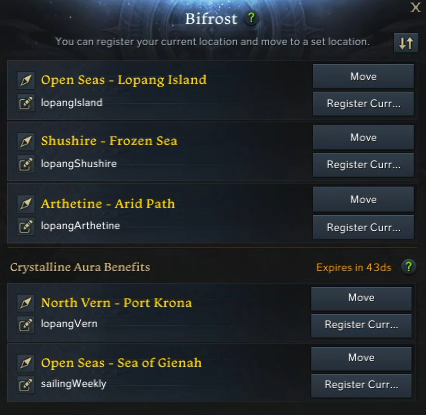 Bifrost ?
X
You can register your current location and move to a set location.
Open Seas - Lopang Island
Move
lopangIsland
Register Curr...
Shushire - Frozen Sea
Move
lopangShushire
Register Curr...
Arthetine - Arid Path
Move
lopangArthetine
Register Curr...
Crystalline Aura Benefits
Expires in 43ds ?
North Vern - Port Krona
Move
lopangVern
Register Curr...
Open Seas - Sea of Gienah
Move
sailingWeekly
Register Curr...